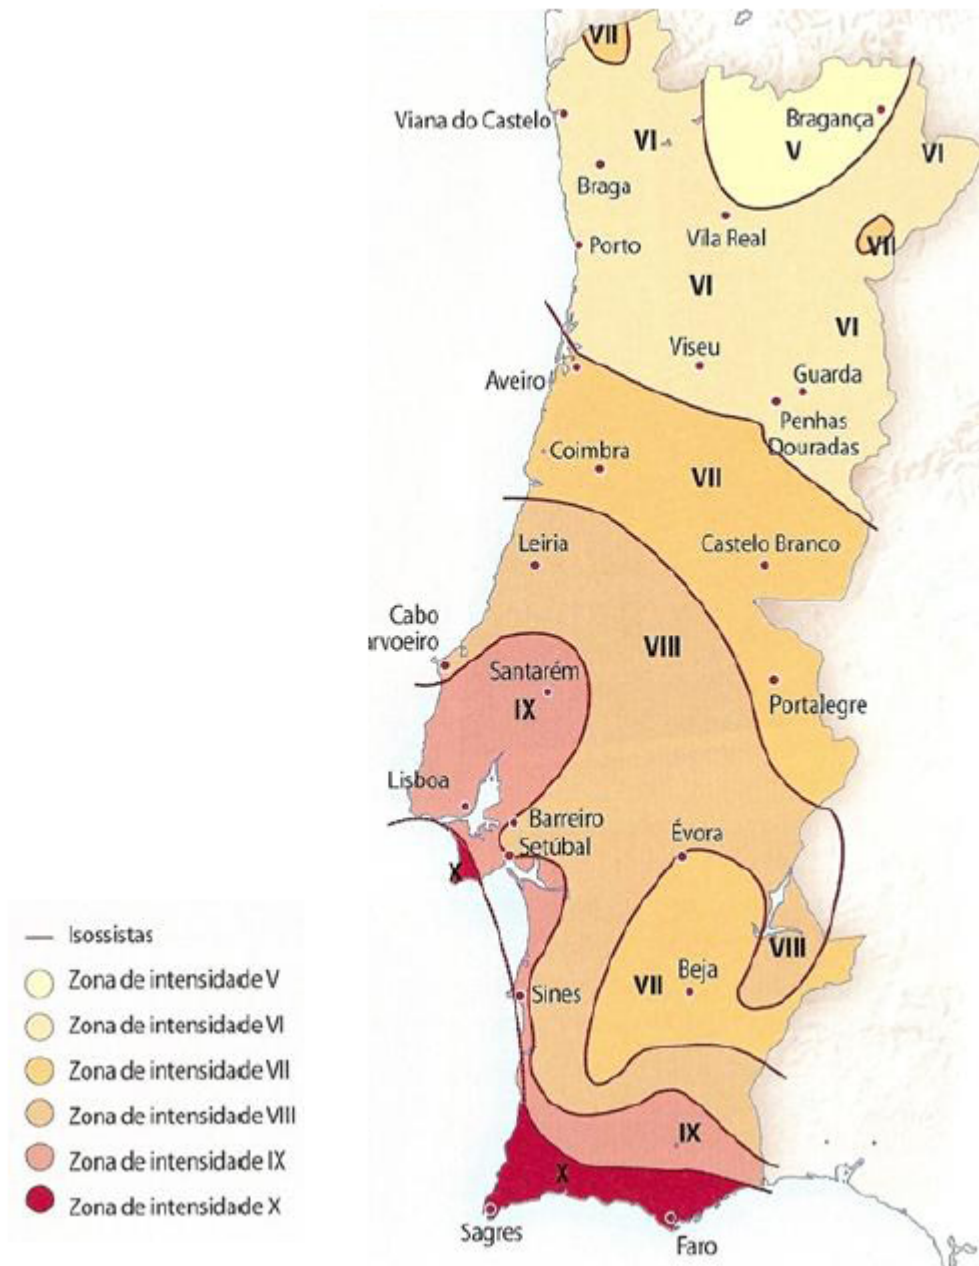 VII
Viana do Castelo
Bragança
VI
V
VI
Braga
Vila Real
Porto
VII
VI
VI
Viseu
Guarda
Aveiro
Penhas
Douradas
Coimbra
VII
Leiria
Castelo Branco
Cabo
arvoeiro
VIII
Santarém
IX
Portalegre
Lisboa
Barreiro
Évora
Setúbal
X
VIII
Beja
VII
Sines
IX
X
Sagres
Faro
Isossistas
Zona de intensidade V
Zona de intensidade VI
Zona de intensidade VII
Zona de intensidade VIII
Zona de intensidade IX
Zona de intensidade X